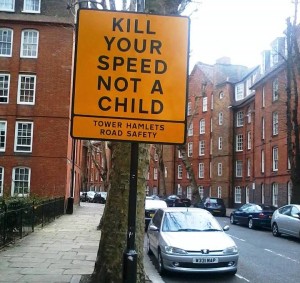 KILL
YOUR
SPEED
NOT A
CHILD
TOWER HAMLETS
ROAD SAFETY